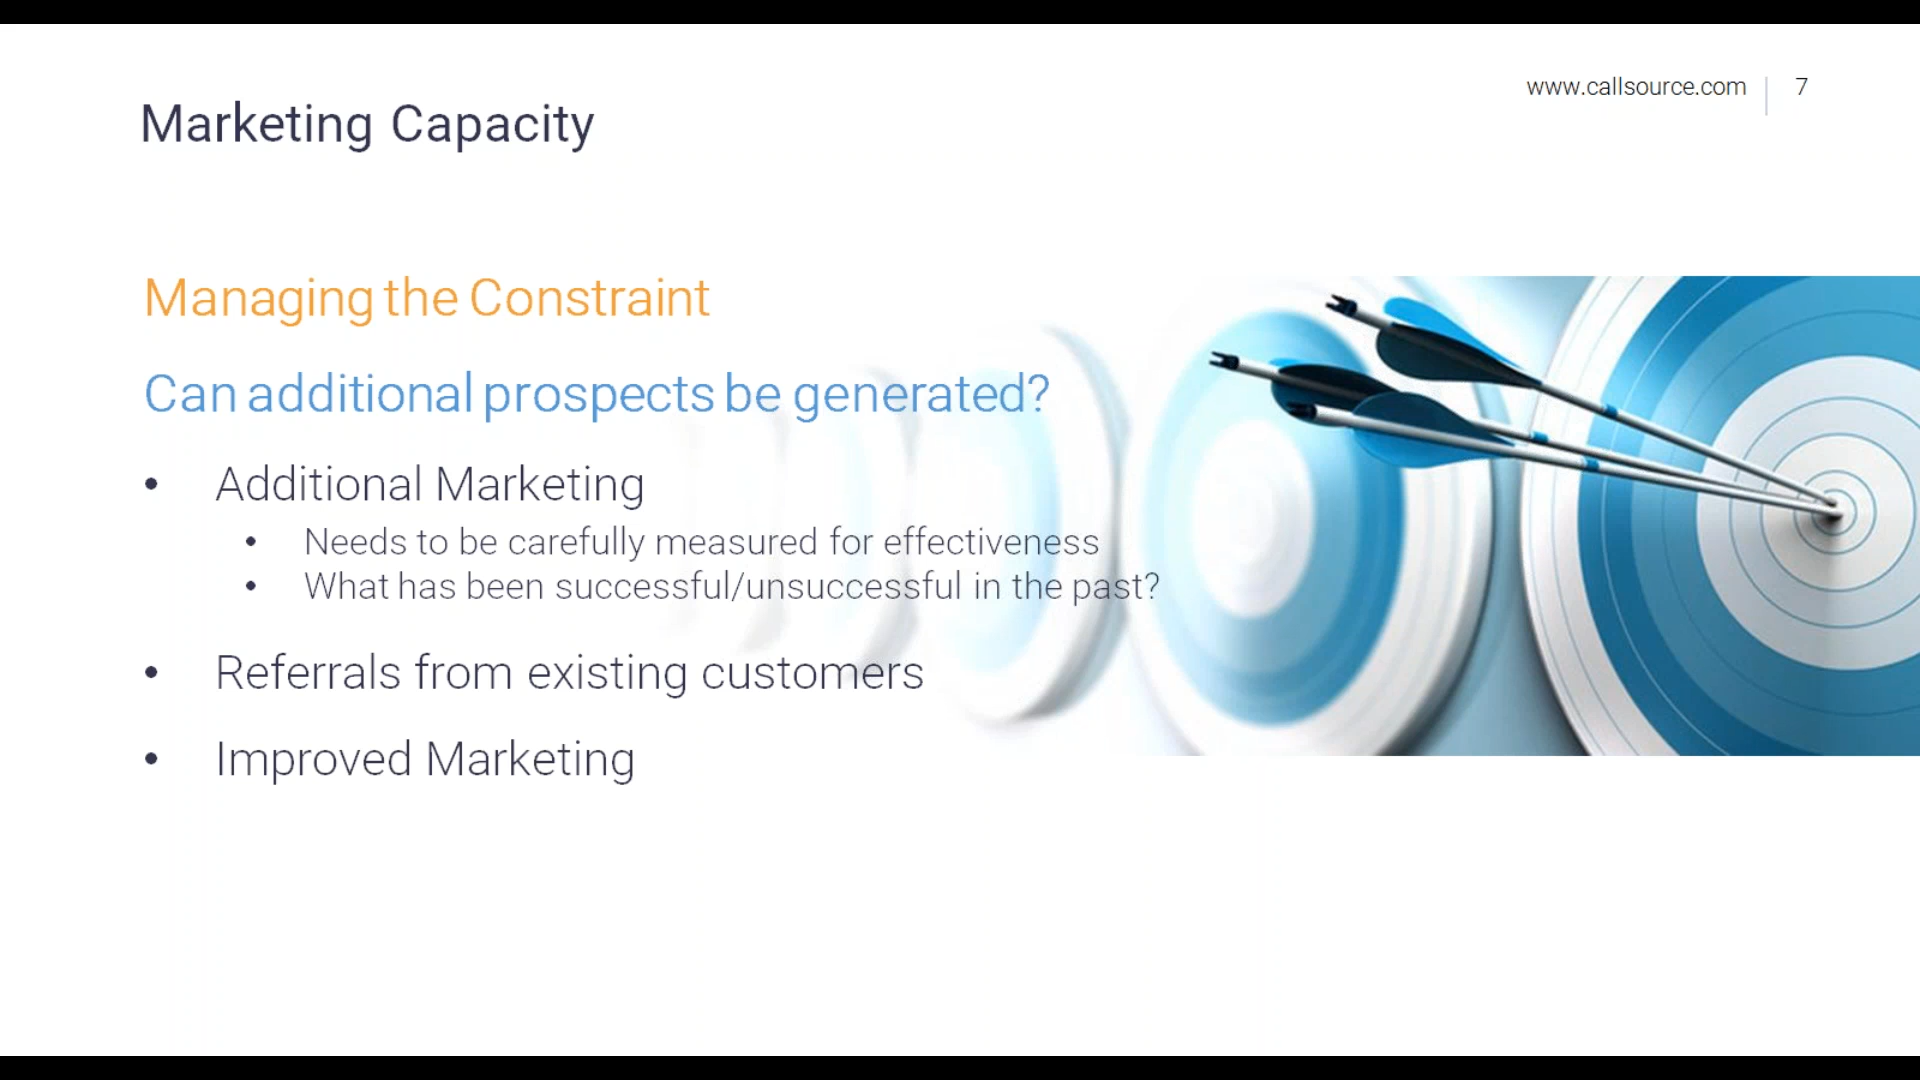 www.callsource.com 7
Marketing Capacity
Managing the Constraint
Can additional prospects be generated?
• Additional Marketing
• Needs to be carefully measured for effectiveness
• What has been successful/unsuccessful in the past?
• Referrals from existing customers
• Improved Marketing